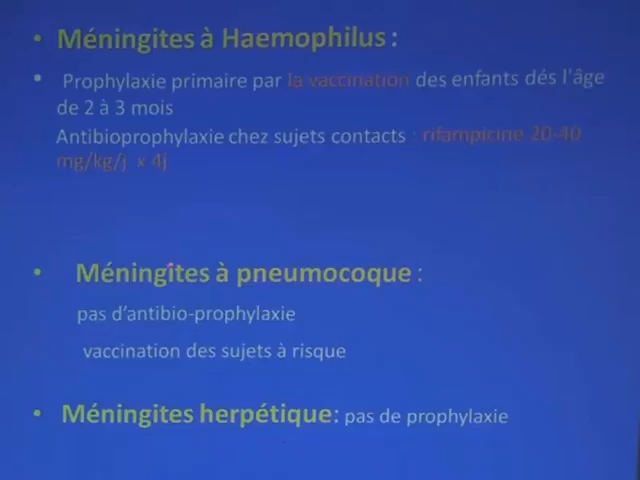 • Méningites à Haemophilus :
• Prophylaxie primaire par la vaccination des enfants dés l'âge
de 2 à 3 mois
Antibioprophylaxie chez sujets contacts : rifampicine 20-40
mg/kg/j x 4j
• Méningites à pneumocoque :
pas d'antibio-prophylaxie
vaccination des sujets à risque
• Méningites herpétique: pas de prophylaxie